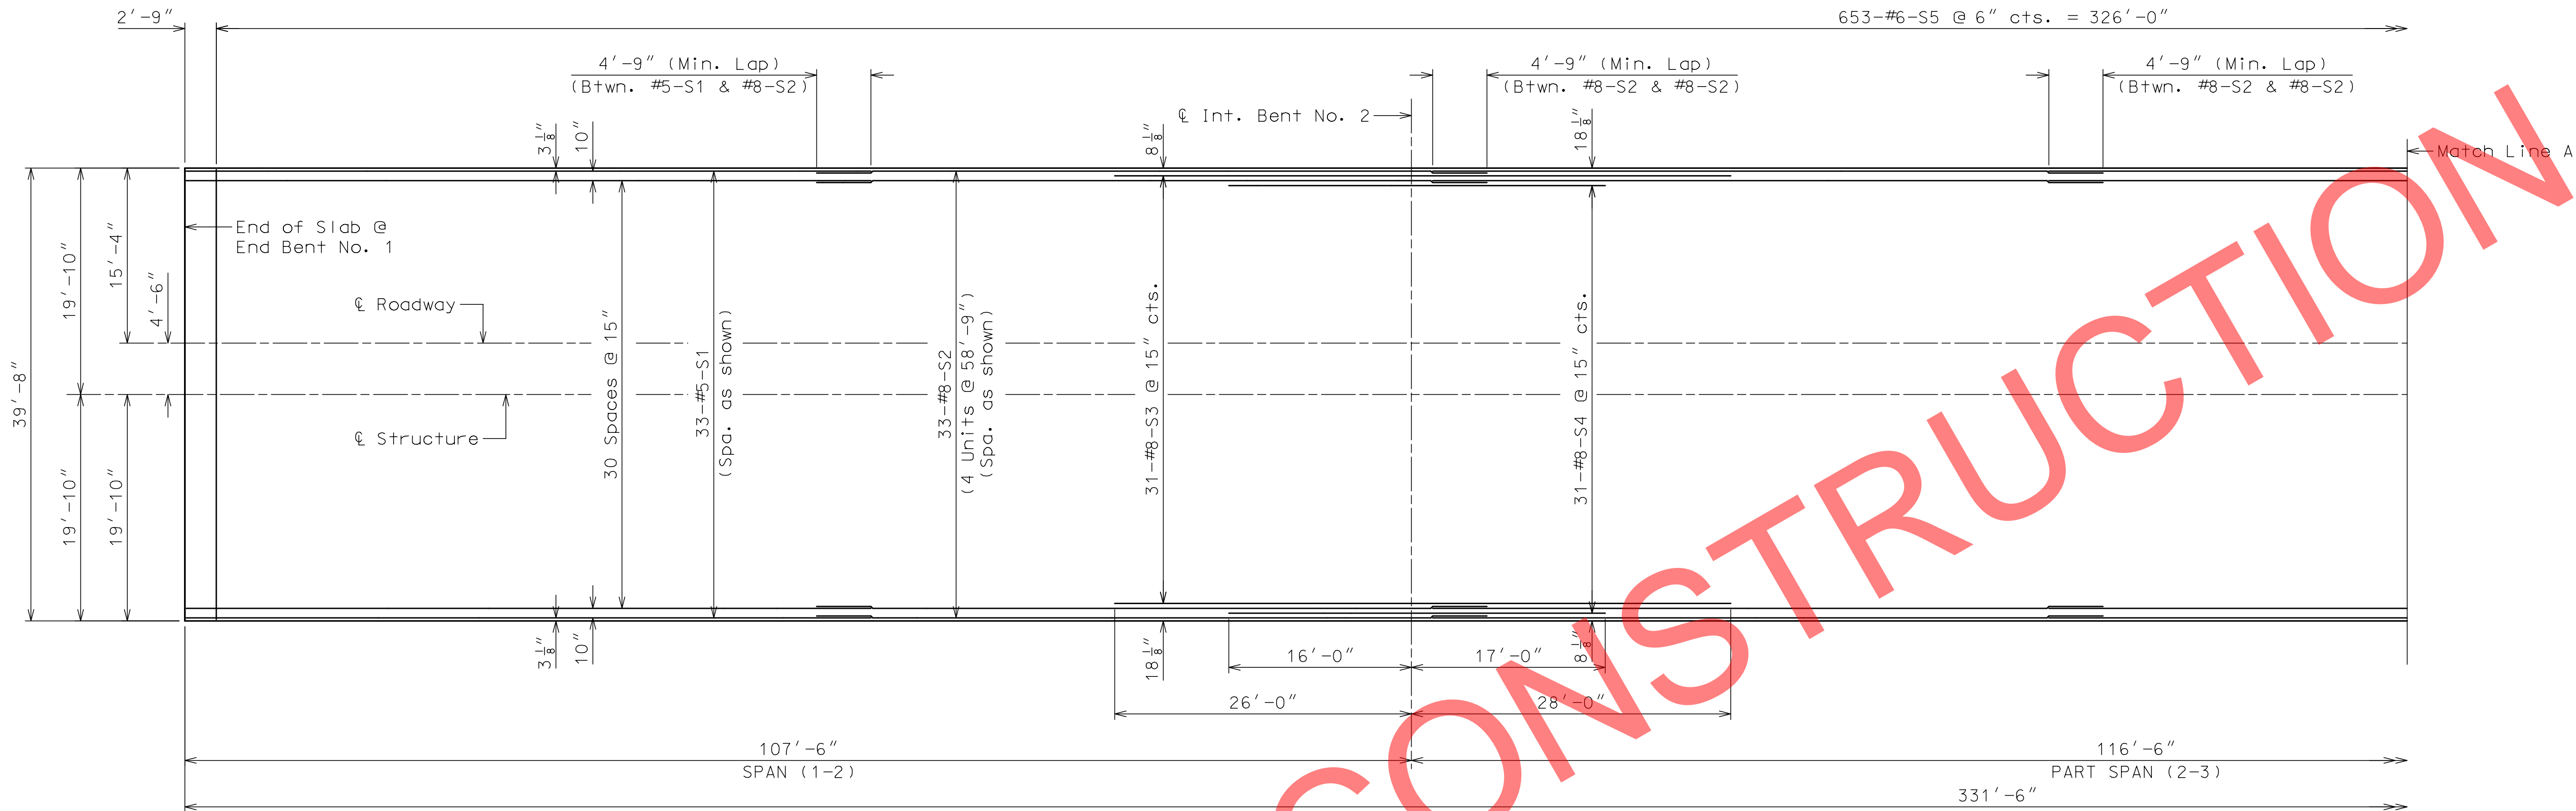 2'-9"
653-#6-S5 @ 6" cts. = 326'-0"
4'-9" (Min. Lap)
(Btwn. #5-S1 & #8-S2)
4'-9" (Min. Lap)
(Btwn. #8-S2 & #8-S2)
4'-9" (Min. Lap)
(Btwn. #8-S2 & #8-S2)
℄ Int. Bent No. 2
3 1/8"
10"
8 1/8"
18 1/8"
Match Line A
End of Slab @
End Bent No. 1
39'-8"
19'-10"
15'-4"
4'-6"
℄ Roadway
℄ Structure
30 Spaces @ 15"
33-#5-S1
(Spa. as shown)
33-#8-S2
(4 Units @ 58'-9")
(Spa. as shown)
31-#8-S3 @ 15" cts.
31-#8-S4 @ 15" cts.
19'-10"
19'-10"
3 1/8"
10"
18 1/8"
8 1/8"
16'-0"
17'-0"
26'-0"
28'-0"
107'-6"
SPAN (1-2)
116'-6"
PART SPAN (2-3)
331'-6"
CONSTRUCTION